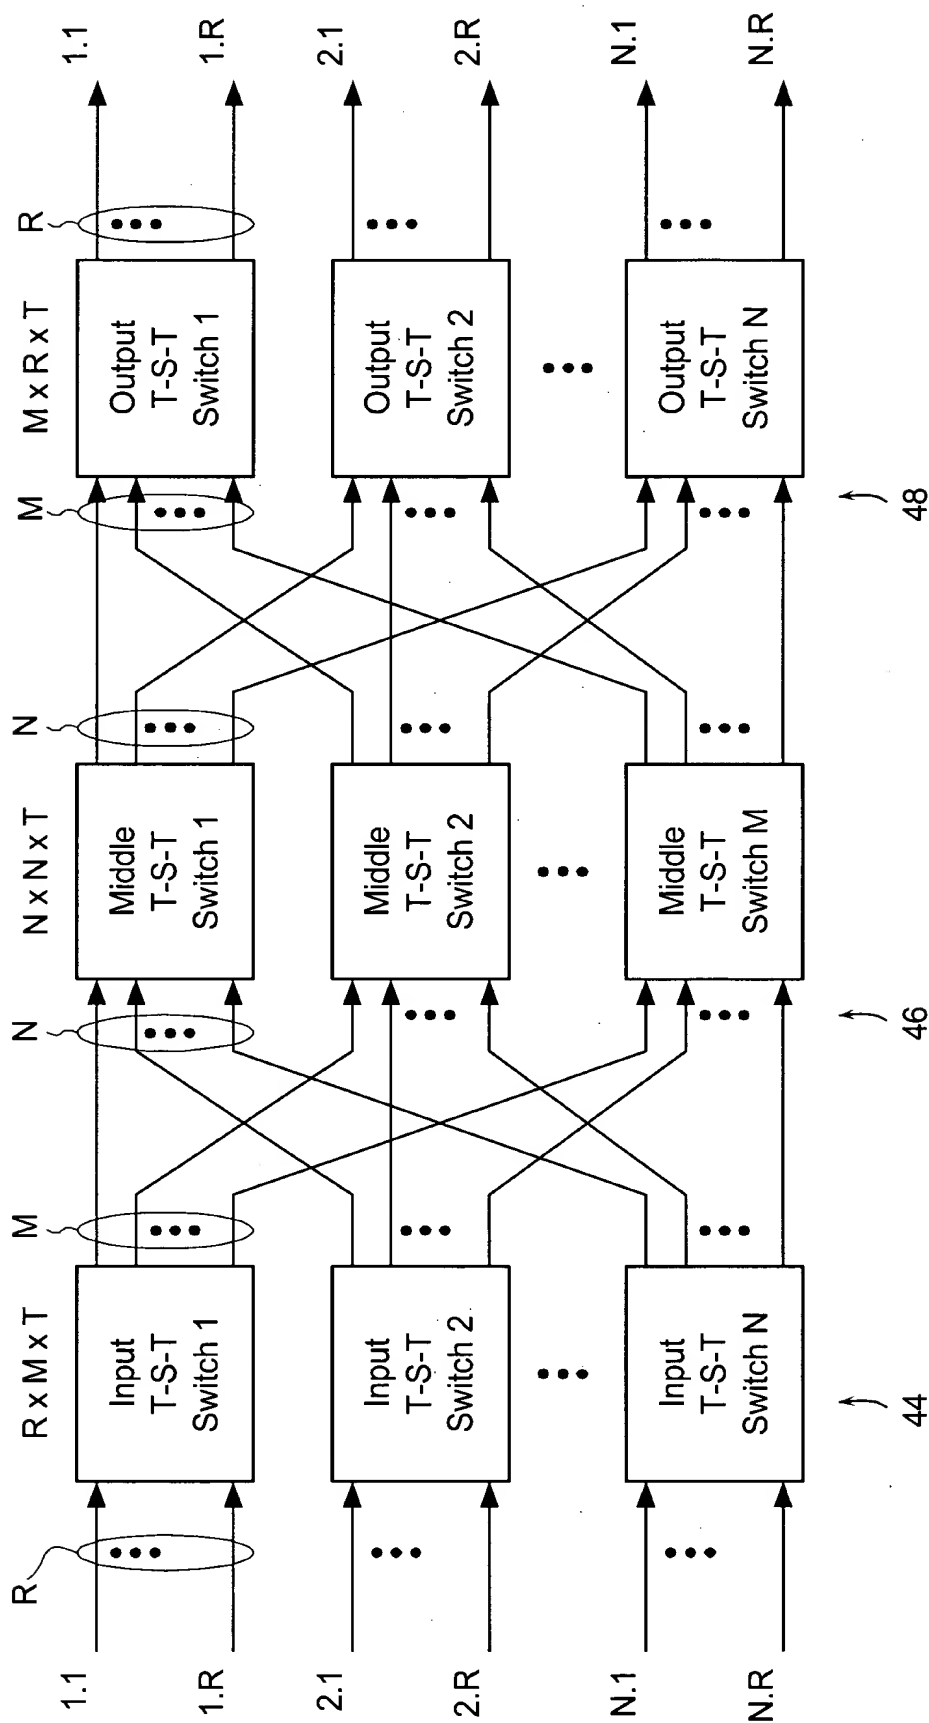 R
R x M x T
M
N
N x N x T
N
M
M x R x T
R
1.1
Input
T-S-T
Switch 1
Middle
T-S-T
Switch 1
Output
T-S-T
Switch 1
1.1
1.R
1.R
2.1
Input
T-S-T
Switch 2
Middle
T-S-T
Switch 2
Output
T-S-T
Switch 2
2.1
2.R
2.R
N.1
Input
T-S-T
Switch N
Middle
T-S-T
Switch M
Output
T-S-T
Switch N
N.1
N.R
N.R
44
46
48